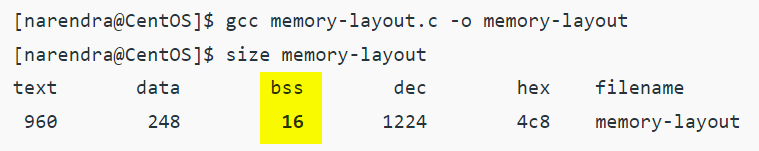 [narendra@CentOS]$ gcc memory-layout.c -o memory-layout
[narendra@CentOS]$ size memory-layout
text data bss dec hex filename
960 248 16 1224 4c8 memory-layout